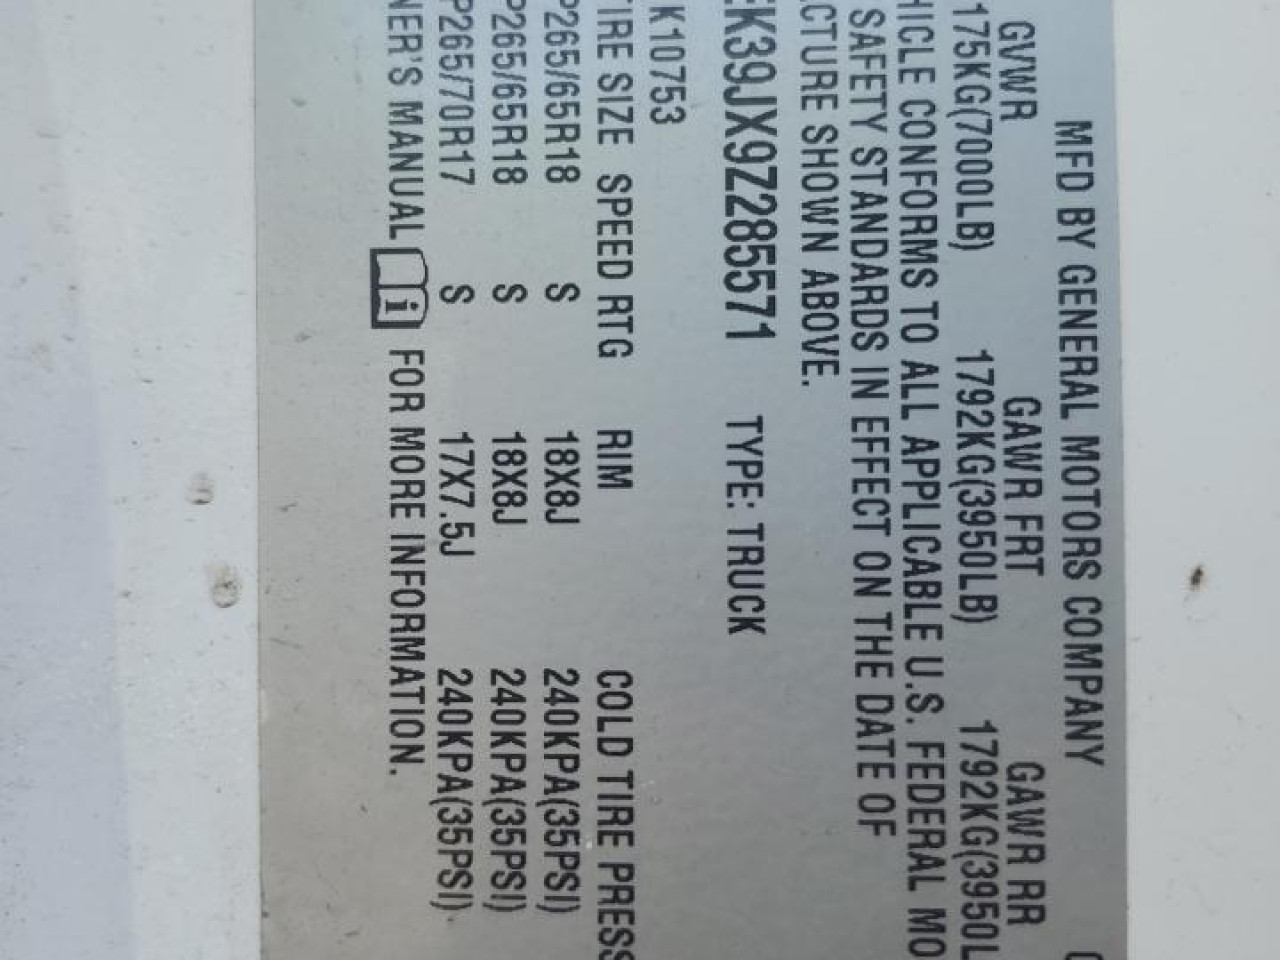 MFD BY GENERAL MOTORS COMPANY
GVWR GAWR FRT GAWR RR
175KG(7000LB) 1792KG(3950LB) 1792KG(3950L
HICLE CONFORMS TO ALL APPLICABLE U.S. FEDERAL MO
SAFETY STANDARDS IN EFFECT ON THE DATE OF
CTURE SHOWN ABOVE.
K39JX9Z28571 TYPE: TRUCK
K10753
TIRE SIZE SPEED RTG RIM COLD TIRE PRESS
P265/65R18 S 18X8J 240KPA(35PSI)
P265/65R18 S 18X8J 240KPA(35PSI)
P265/70R17 S 17X7.5J 240KPA(35PSI)
NER'S MANUAL i FOR MORE INFORMATION.